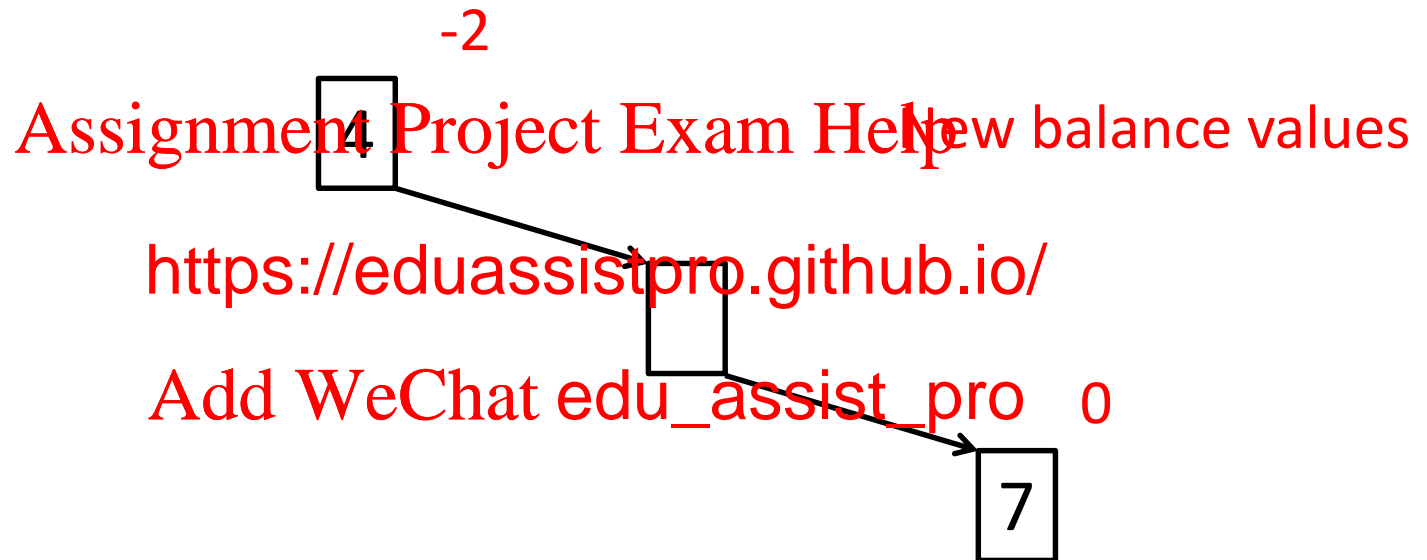 -2
4
Assignment Project Exam Help
New balance values
https://eduassistpro.github.io/
Add WeChat edu_assist_pro
0
7